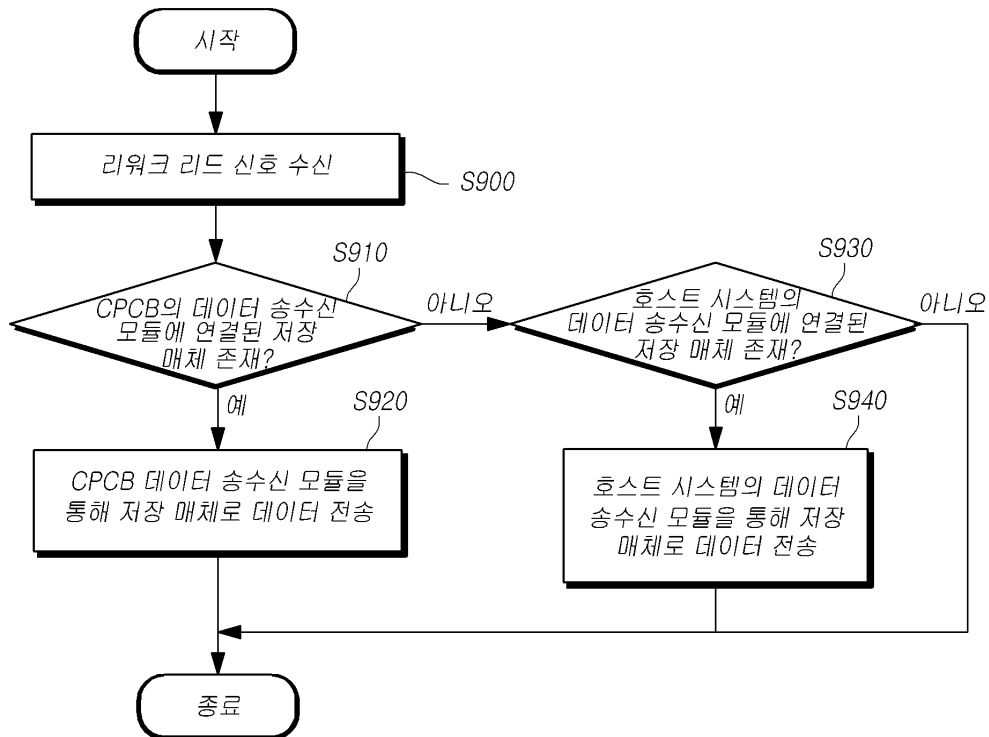 시작
리워크 리드 신호 수신
S900
S910
CPCB의 데이터 송수신
모듈에 연결된 저장
매체 존재?
아니오
예
S930
호스트 시스템의
데이터 송수신 모듈에 연결된
저장 매체 존재?
아니오
예
S920
CPCB 데이터 송수신 모듈을
통해 저장 매체로 데이터 전송
S940
호스트 시스템의 데이터
송수신 모듈을 통해 저장
매체로 데이터 전송
종료